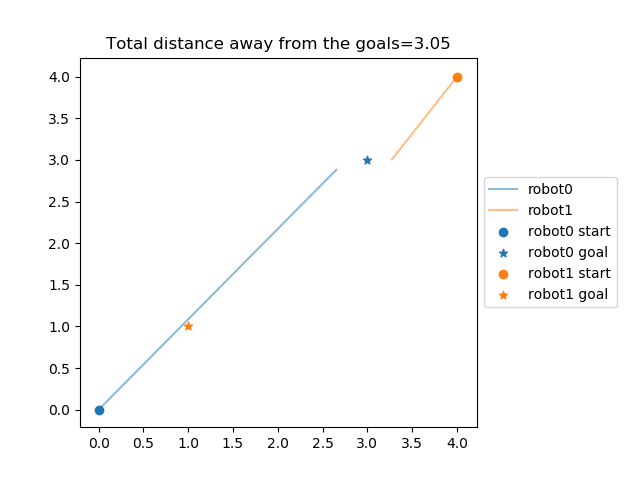 Total distance away from the goals=3.05
4.0
3.5
3.0
2.5
2.0
1.5
1.0
0.5
0.0
0.0 0.5 1.0 1.5 2.0 2.5 3.0 3.5 4.0
robot0
robot1
robot0 start
robot0 goal
robot1 start
robot1 goal